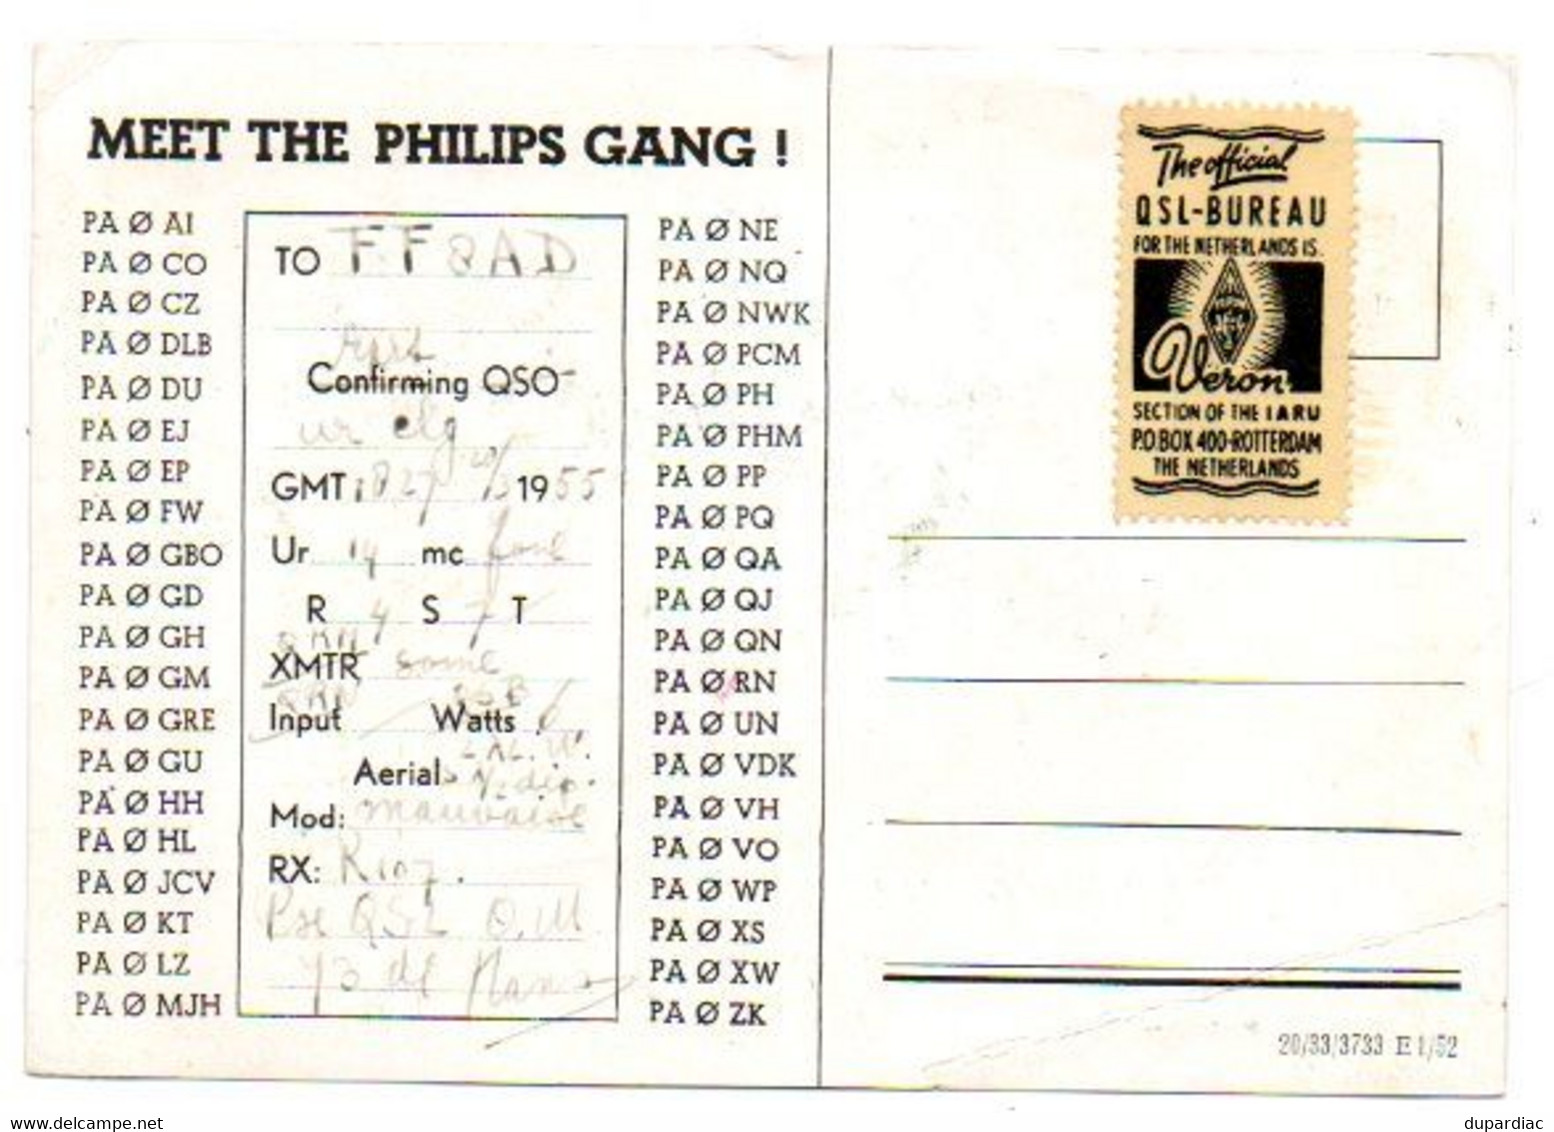 MEET THE PHILIPS GANG !
PA Ø AI
PA Ø CO
PA Ø CZ
PA Ø DLB
PA Ø DU
PA Ø EJ
PA Ø EP
PA Ø FW
PA Ø GBO
PA Ø GD
PA Ø GH
PA Ø GM
PA Ø GRE
PA Ø GU
PA Ø HH
PA Ø HL
PA Ø JCV
PA Ø KT
PA Ø LZ
PA Ø MJH
TO FF8AD
Confirming QSO
ur
GMT 1827 1955
Ur 14 mc fone
R 4 S 7 T
QRM
XMTR some
QRN
Input Watts
Aerial
Mod: mauvaise
RX: R107.
Pse QSL O.M
73 de
PA Ø NE
PA Ø NQ
PA Ø NWK
PA Ø PCM
PA Ø PH
PA Ø PHM
PA Ø PP
PA Ø PQ
PA Ø QA
PA Ø QJ
PA Ø QN
PA Ø RN
PA Ø UN
PA Ø VDK
PA Ø VH
PA Ø VO
PA Ø WP
PA Ø XS
PA Ø XW
PA Ø ZK
The official
QSL-BUREAU
FOR THE NETHERLANDS IS.
Veron
SECTION OF THE IARU
P.O.BOX 400-ROTTERDAM
THE NETHERLANDS
20/33/3733 E 1/52
dupardiac